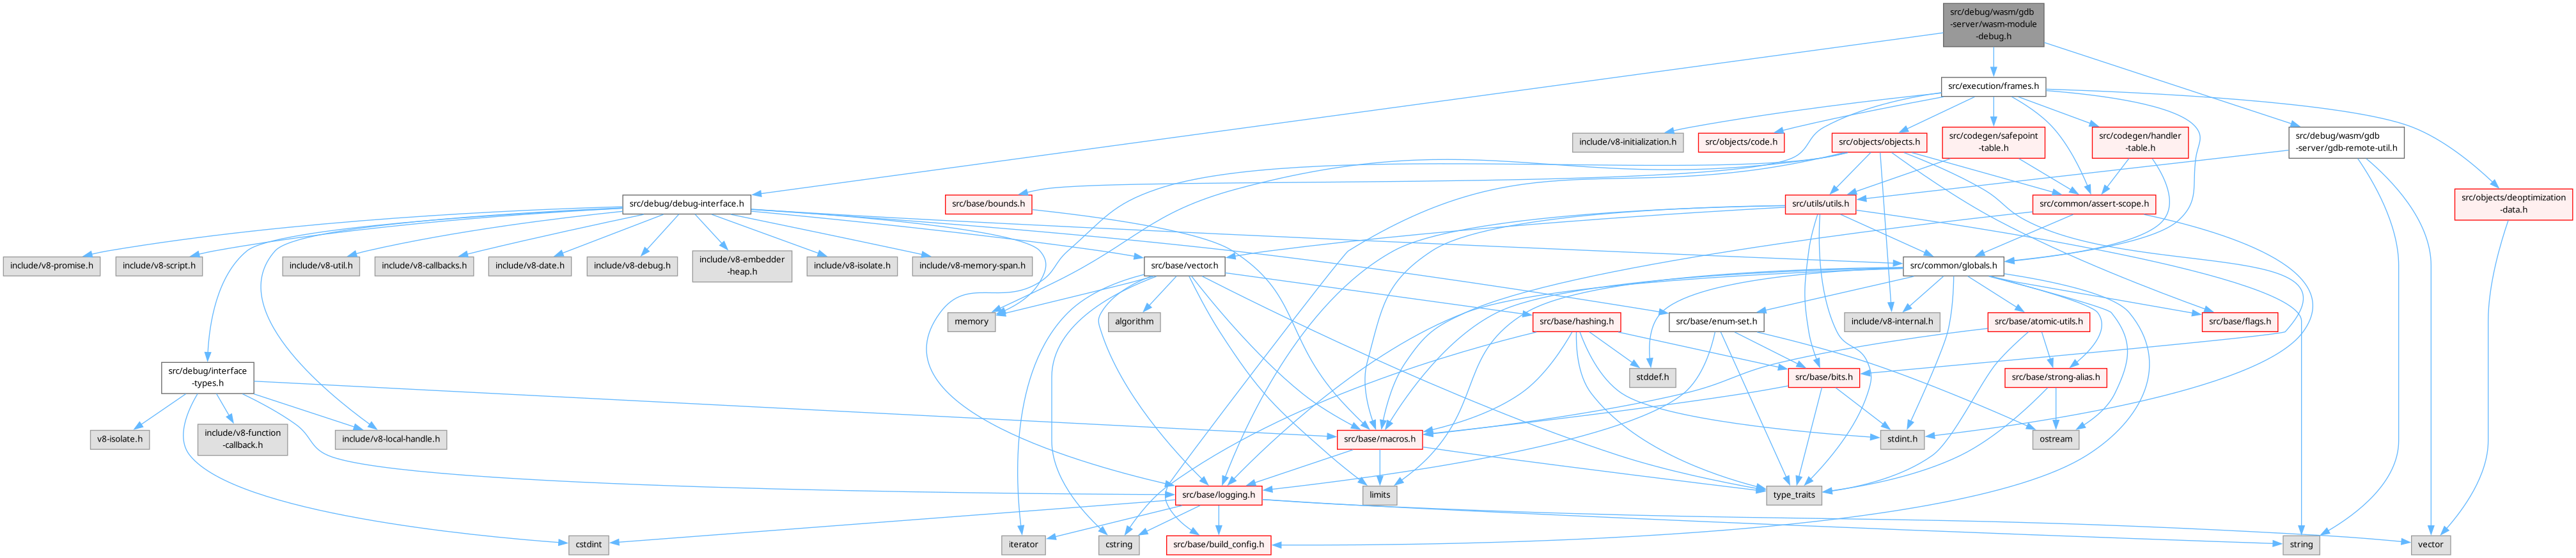 src/debug/wasm/gdb
-server/wasm-module
-debug.h
src/execution/frames.h
include/v8-initialization.h
src/objects/code.h
src/objects/objects.h
src/codegen/safepoint
-table.h
src/codegen/handler
-table.h
src/debug/wasm/gdb
-server/gdb-remote-util.h
src/debug/debug-interface.h
src/base/bounds.h
src/utils/utils.h
src/common/assert-scope.h
src/objects/deoptimization
-data.h
include/v8-promise.h
include/v8-script.h
include/v8-util.h
include/v8-callbacks.h
include/v8-date.h
include/v8-debug.h
include/v8-embedder
-heap.h
include/v8-isolate.h
include/v8-memory-span.h
src/base/vector.h
src/common/globals.h
memory
algorithm
src/base/hashing.h
src/base/enum-set.h
include/v8-internal.h
src/base/atomic-utils.h
src/base/flags.h
src/debug/interface
-types.h
stddef.h
src/base/bits.h
src/base/strong-alias.h
v8-isolate.h
include/v8-function
-callback.h
include/v8-local-handle.h
src/base/macros.h
stdint.h
ostream
src/base/logging.h
limits
type_traits
cstdint
iterator
cstring
src/base/build_config.h
string
vector